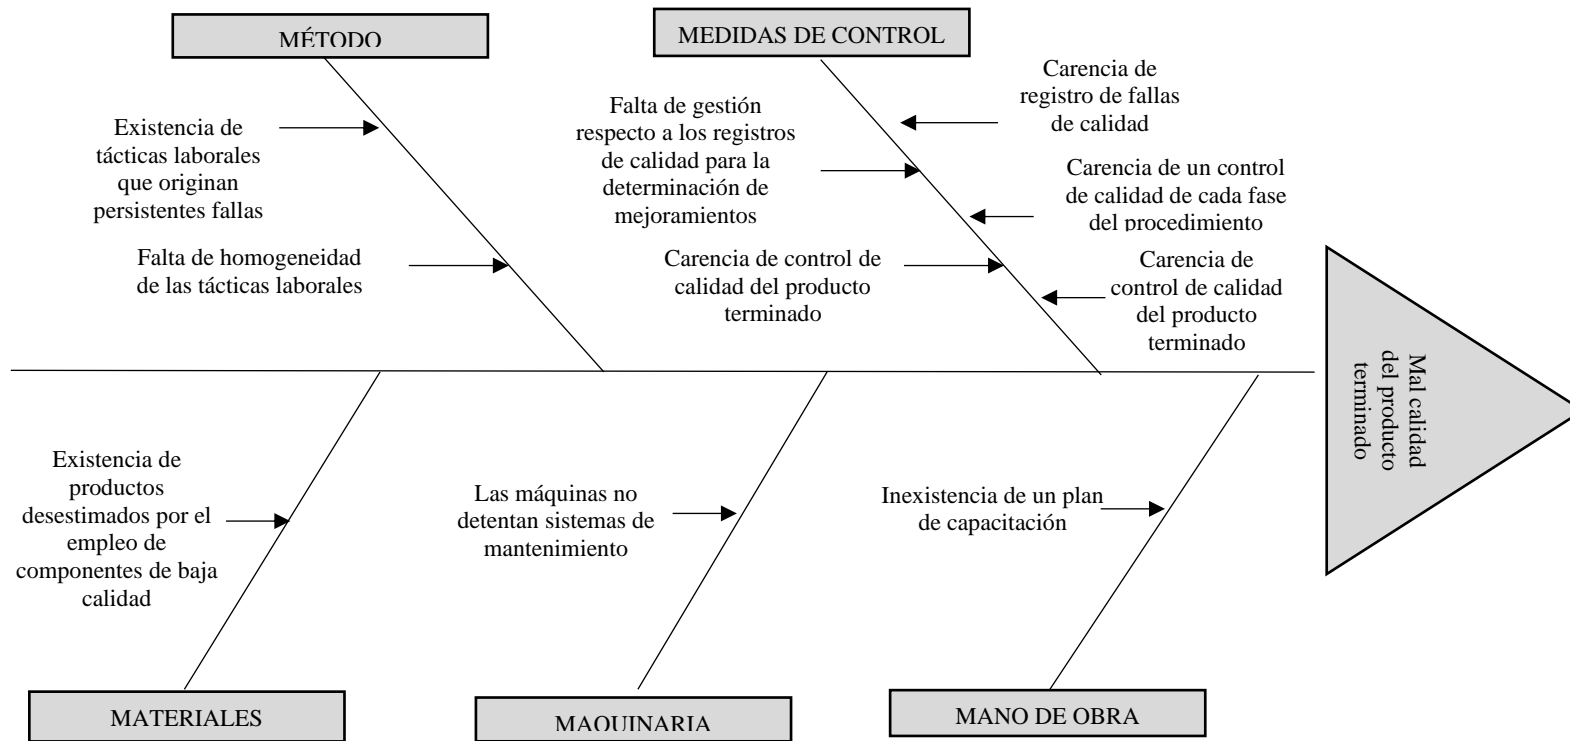 MÉTODO
MEDIDAS DE CONTROL
Existencia de
tácticas laborales
que originan
persistentes fallas
Falta de homogeneidad
de las tácticas laborales
Falta de gestión
respecto a los registros
de calidad para la
determinación de
mejoramientos
Carencia de control de
calidad del producto
terminado
Carencia de
registro de fallas
de calidad
Carencia de un control
de calidad de cada fase
del procedimiento
Carencia de
control de calidad
del producto
terminado
Mal calidad
del producto
terminado
Existencia de
productos
desestimados por el
empleo de
componentes de baja
calidad
Las máquinas no
detentan sistemas de
mantenimiento
Inexistencia de un plan
de capacitación
MATERIALES
MAQUINARIA
MANO DE OBRA